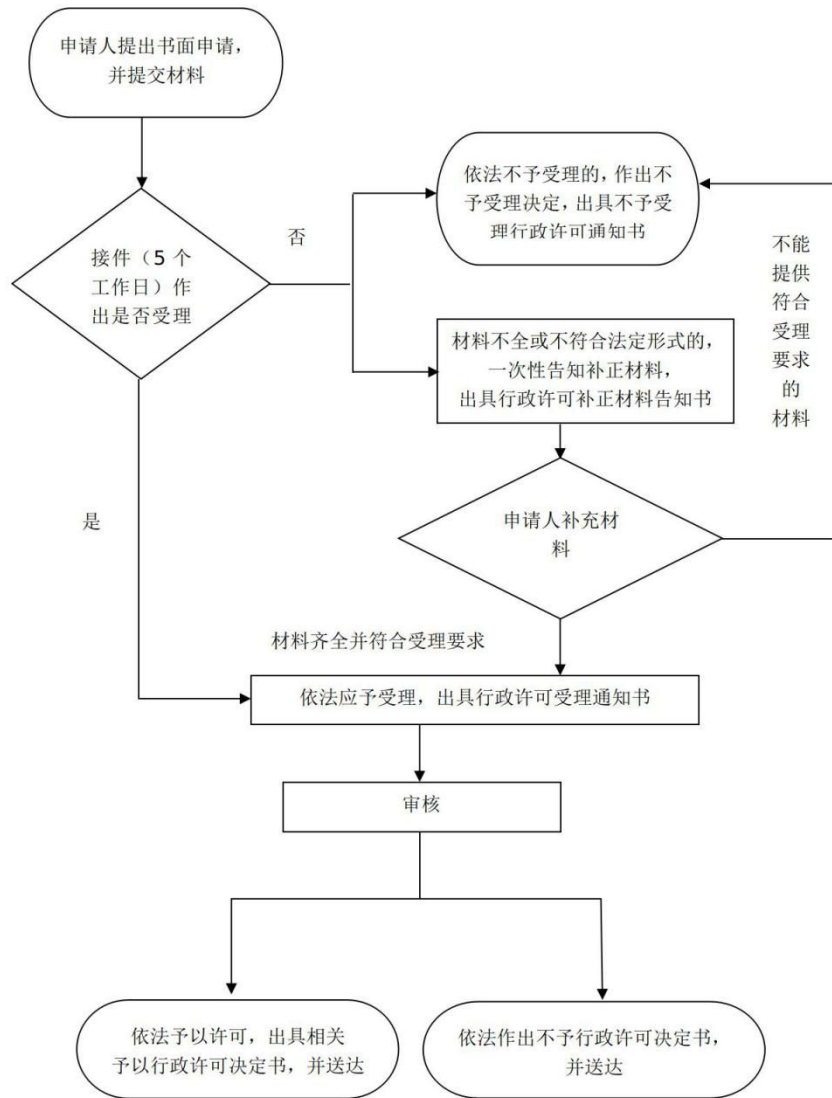 申请人提出书面申请，
并提交材料
依法不予受理的，作出不
予受理决定，出具不予受
理行政许可通知书
否
接件（5 个
工作日）作
出是否受理
不能
提供
符合
受理
要求
的
材料
材料不全或不符合法定形式的，
一次性告知补正材料，
出具行政许可补正材料告知书
是
申请人补充材
料
材料齐全并符合受理要求
依法应予受理，出具行政许可受理通知书
审核
依法予以许可，出具相关
予以行政许可决定书，并送达
依法作出不予行政许可决定书，
并送达